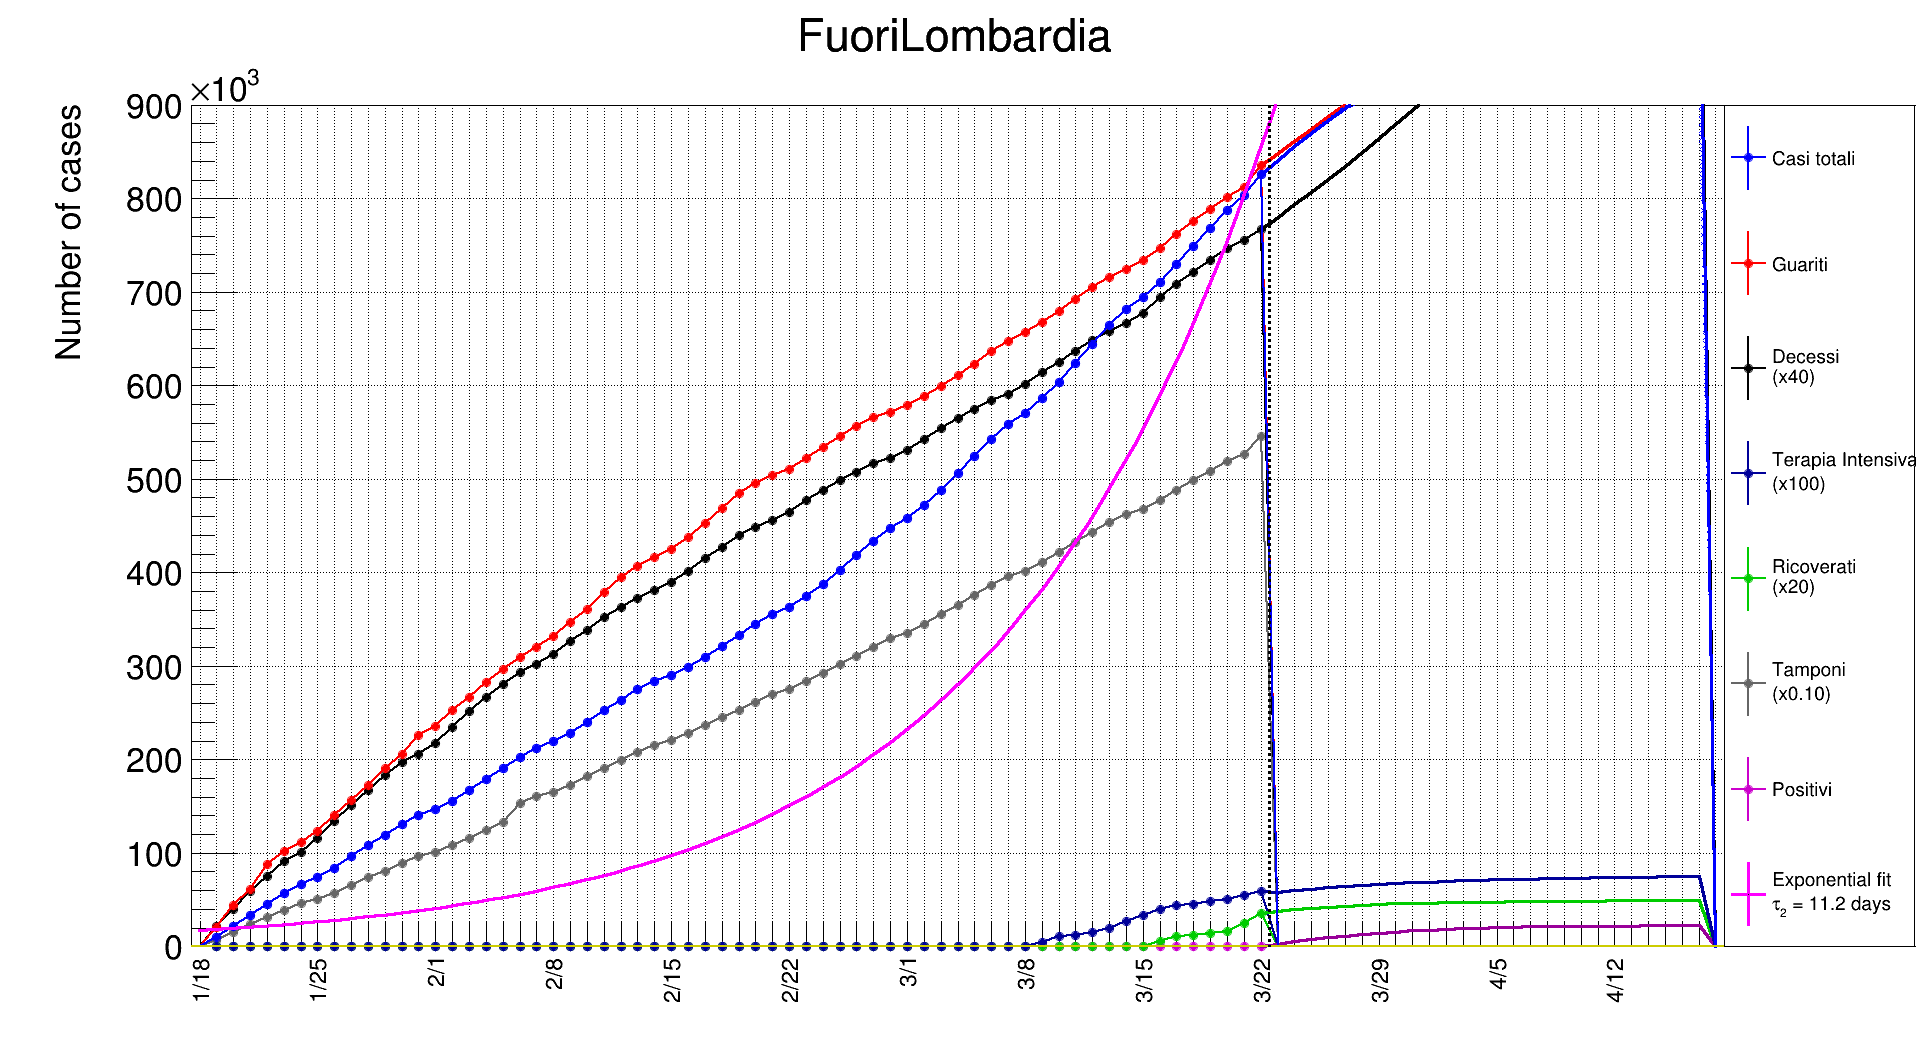 FuoriLombardia
×10³
Number of cases
900
800
700
600
500
400
300
200
100
0
1/18
1/25
2/1
2/8
2/15
2/22
3/1
3/8
3/15
3/22
3/29
4/5
4/12
Casi totali
Guariti
Decessi
(x40)
Terapia Intensiva
(x100)
Ricoverati
(x20)
Tamponi
(x0.10)
Positivi
Exponential fit
τ₂ = 11.2 days